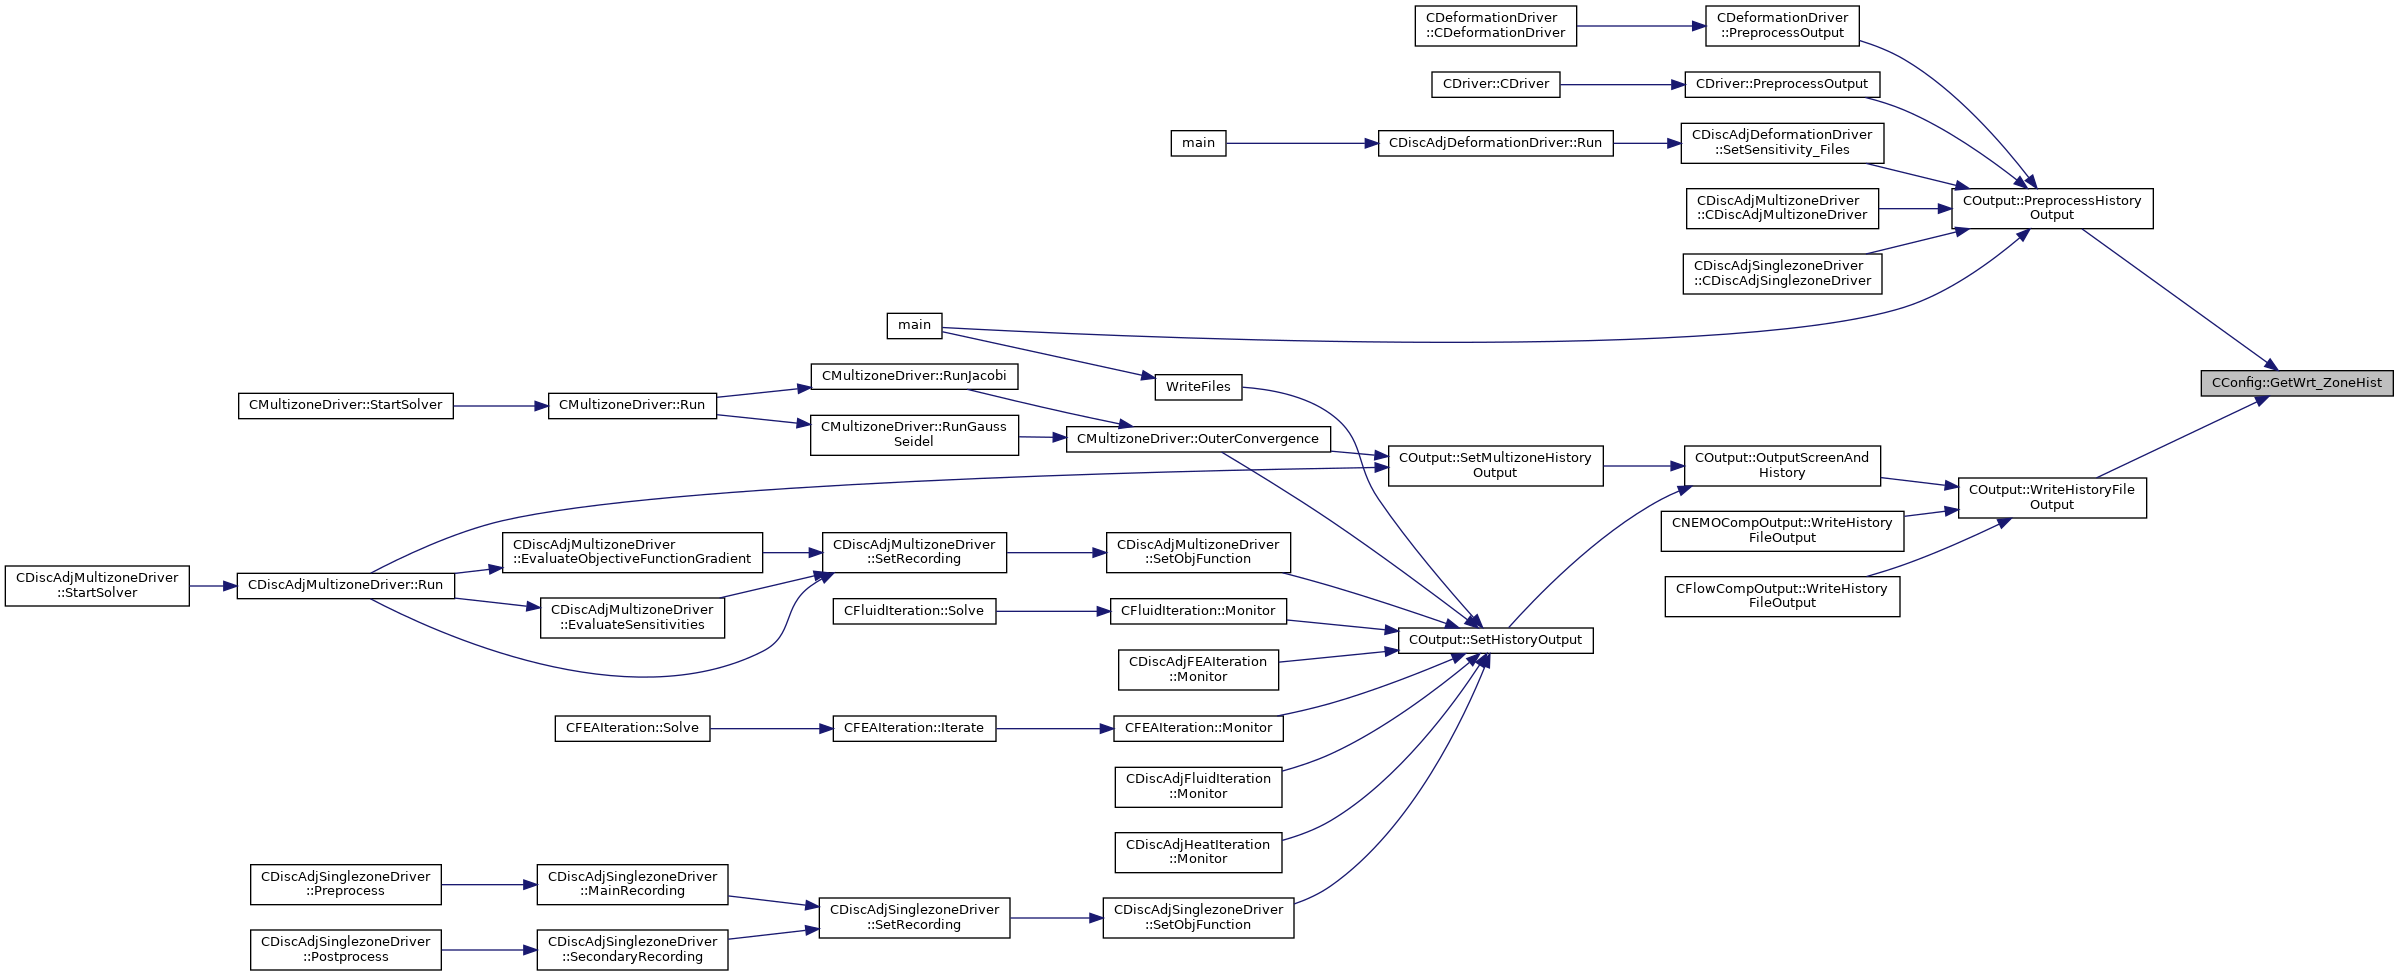 CDeformationDriver
::CDeformationDriver
CDeformationDriver
::PreprocessOutput
CDriver::CDriver
CDriver::PreprocessOutput
main
CDiscAdjDeformationDriver::Run
CDiscAdjDeformationDriver
::SetSensitivity_Files
CDiscAdjMultizoneDriver
::CDiscAdjMultizoneDriver
COutput::PreprocessHistory
Output
CDiscAdjSinglezoneDriver
::CDiscAdjSinglezoneDriver
main
CConfig::GetWrt_ZoneHist
WriteFiles
CMultizoneDriver::RunJacobi
CMultizoneDriver::StartSolver
CMultizoneDriver::Run
CMultizoneDriver::RunGauss
Seidel
CMultizoneDriver::OuterConvergence
COutput::SetMultizoneHistory
Output
COutput::OutputScreenAnd
History
COutput::WriteHistoryFile
Output
CNEMOCompOutput::WriteHistory
FileOutput
CFlowCompOutput::WriteHistory
FileOutput
CDiscAdjMultizoneDriver
::StartSolver
CDiscAdjMultizoneDriver::Run
CDiscAdjMultizoneDriver
::EvaluateObjectiveFunctionGradient
CDiscAdjMultizoneDriver
::EvaluateSensitivities
CDiscAdjMultizoneDriver
::SetRecording
CDiscAdjMultizoneDriver
::SetObjFunction
CFluidIteration::Solve
CFluidIteration::Monitor
COutput::SetHistoryOutput
CDiscAdjFEAIteration
::Monitor
CFEAIteration::Solve
CFEAIteration::Iterate
CFEAIteration::Monitor
CDiscAdjFluidIteration
::Monitor
CDiscAdjHeatIteration
::Monitor
CDiscAdjSinglezoneDriver
::Preprocess
CDiscAdjSinglezoneDriver
::MainRecording
CDiscAdjSinglezoneDriver
::SetRecording
CDiscAdjSinglezoneDriver
::SetObjFunction
CDiscAdjSinglezoneDriver
::Postprocess
CDiscAdjSinglezoneDriver
::SecondaryRecording